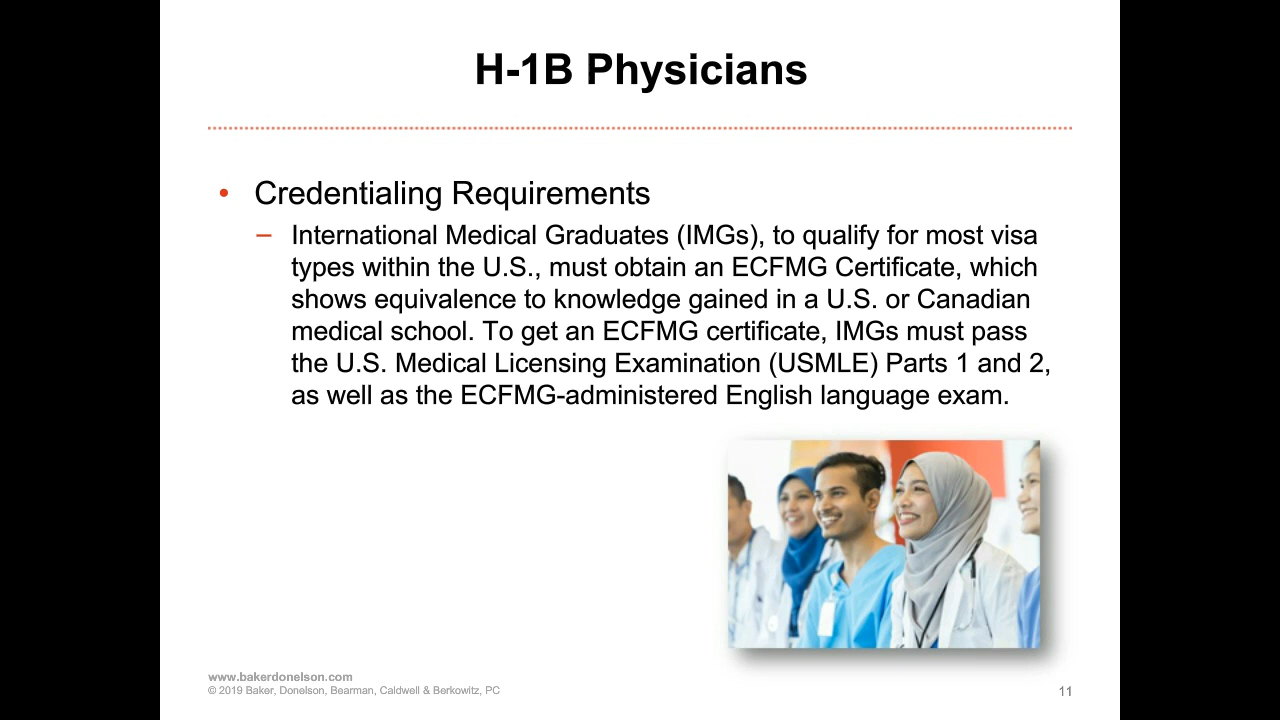 H-1B Physicians
• Credentialing Requirements
– International Medical Graduates (IMGs), to qualify for most visa
types within the U.S., must obtain an ECFMG Certificate, which
shows equivalence to knowledge gained in a U.S. or Canadian
medical school. To get an ECFMG certificate, IMGs must pass
the U.S. Medical Licensing Examination (USMLE) Parts 1 and 2,
as well as the ECFMG-administered English language exam.
www.bakerdonelson.com
© 2019 Baker, Donelson, Bearman, Caldwell & Berkowitz, PC
11